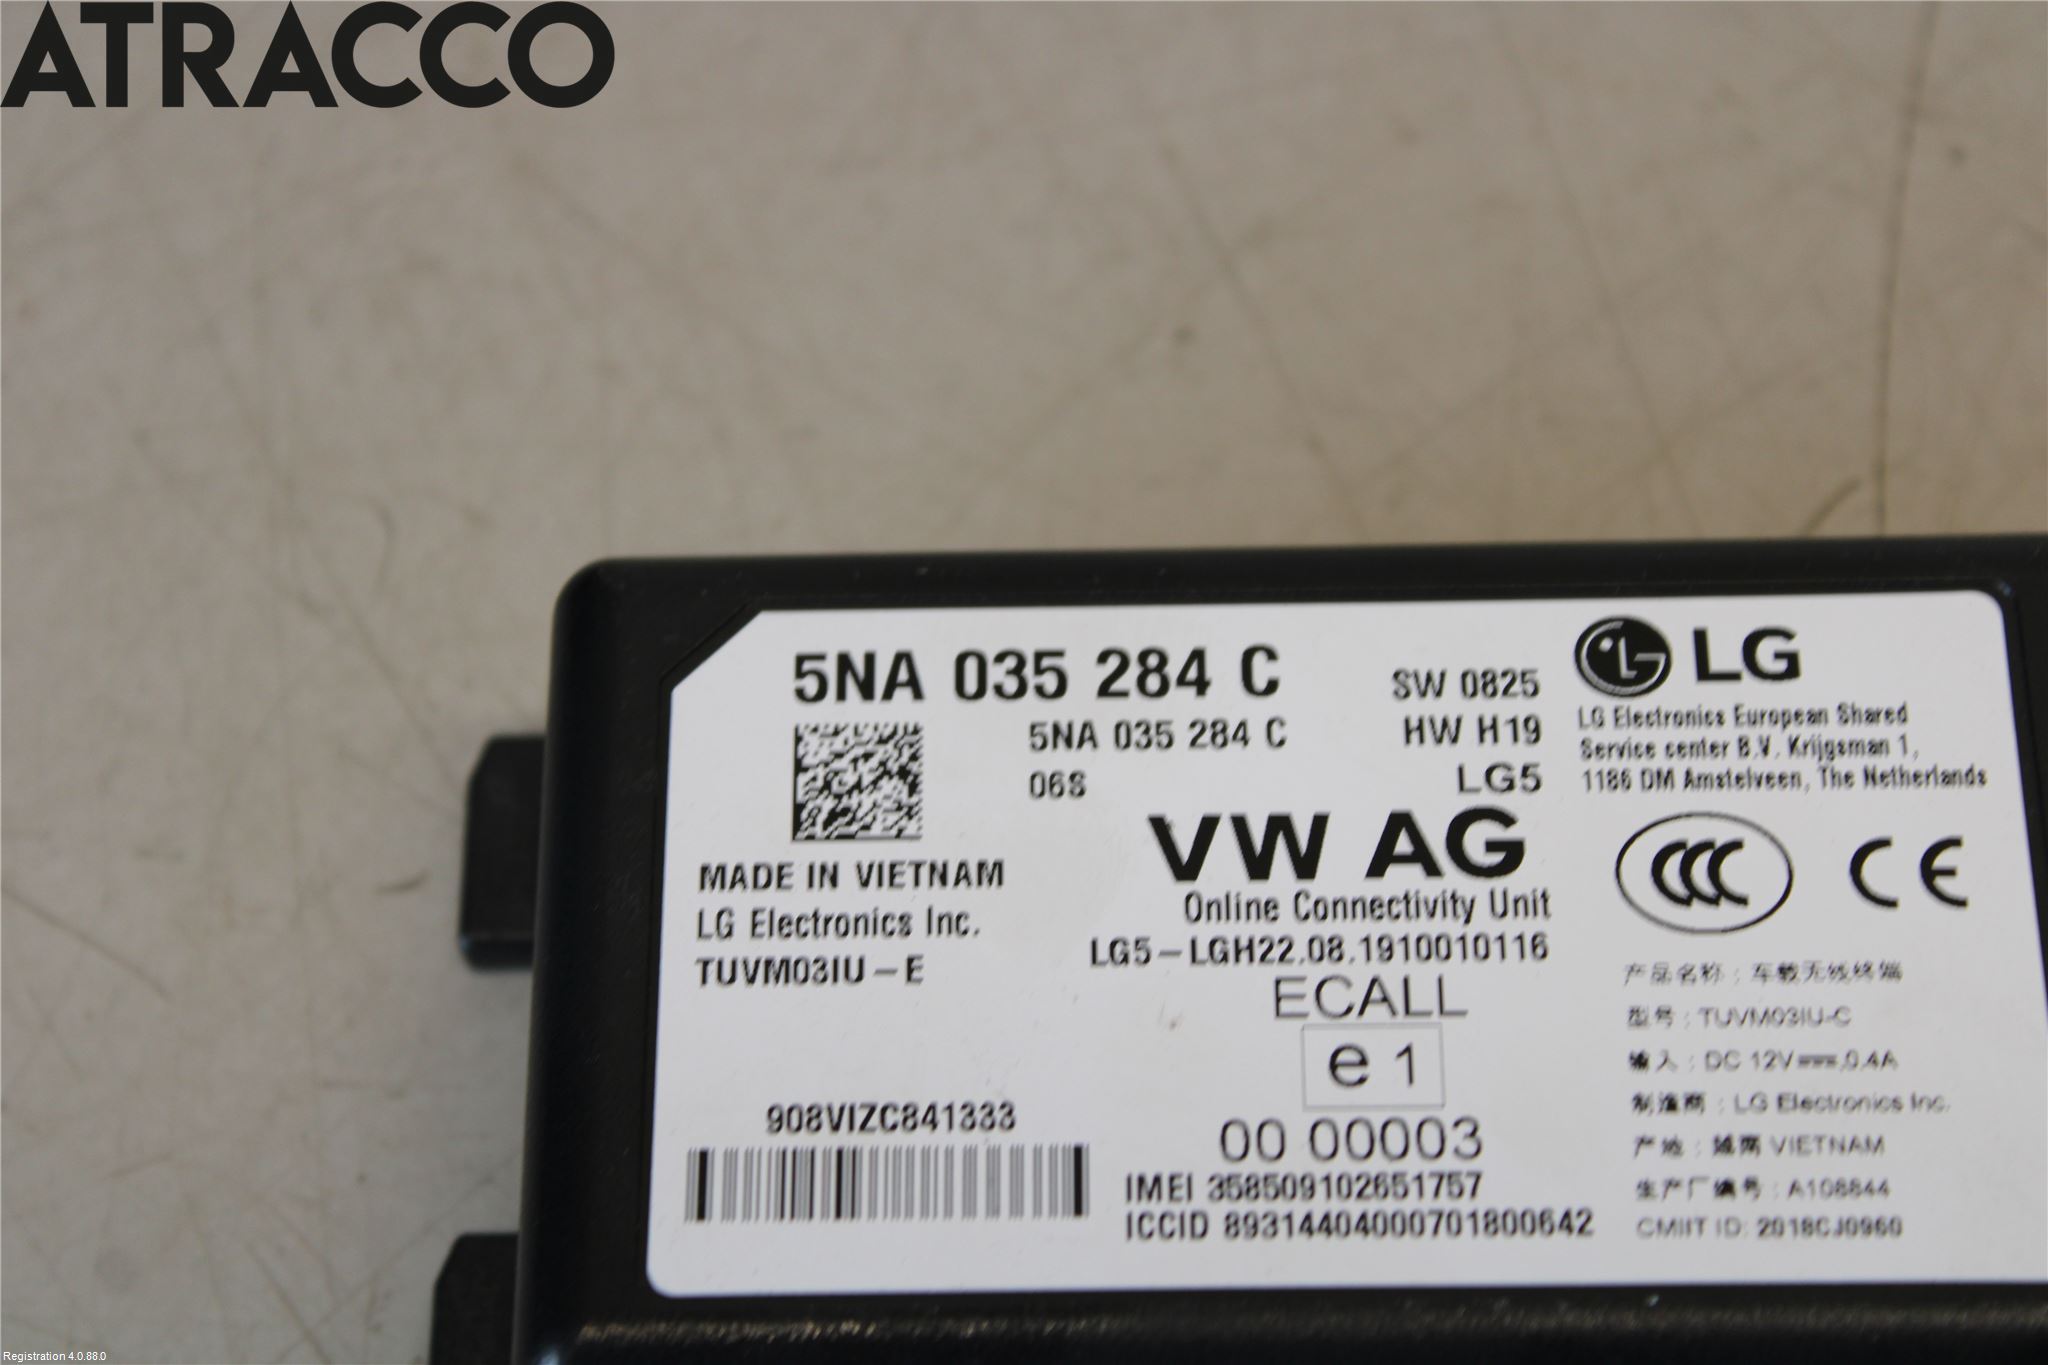 ATRACCO
5NA 035 284 C
5NA 035 284 C
06S
SW 0825
HW H19
LG5
LG
LG Electronics European Shared
Service center B.V. Krijgsman 1,
1186 DM Amstelveen, The Netherlands
VW AG
Online Connectivity Unit
LG5-LGH22.08.1910010116
MADE IN VIETNAM
LG Electronics Inc.
TUVM03IU-E
CCC
CE
ECALL
e 1
00 00003
908VIZC841333
IMEI 358509102651757
ICCID 89314404000701800642
产品名称: 车载无线终端
型号: TUVM03IU-C
输入: DC 12V⎓,0.4A
制造商: LG Electronics Inc.
产地: 越南 VIETNAM
生产厂编号: A108844
CMIIT ID: 2018CJ0960
Registration 4.0.88.0